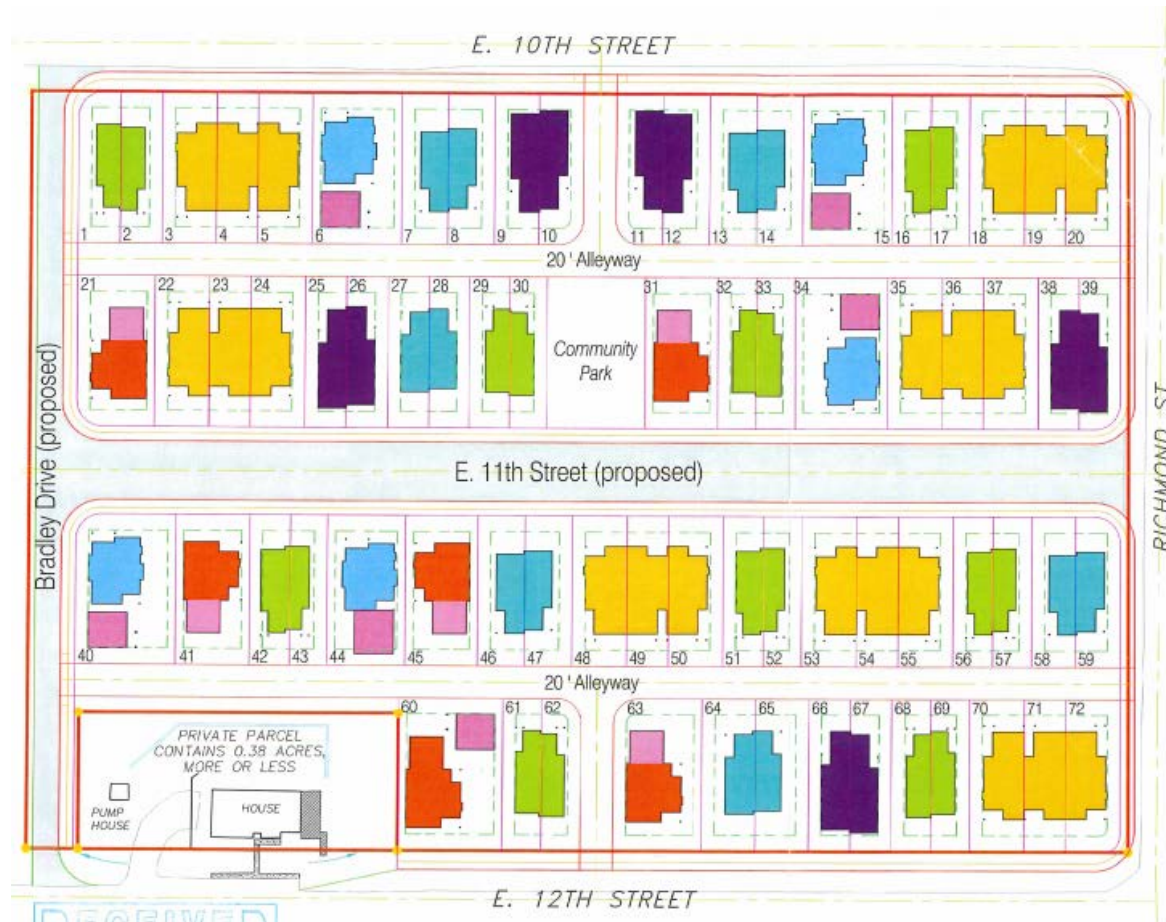 E. 10TH STREET
1 2 3 4 5 6 7 8 9 10 11 12 13 14 15 16 17 18 19 20
20 ' Alleyway
21 22 23 24 25 26 27 28 29 30 31 32 33 34 35 36 37 38 39
Community
Park
Bradley Drive (proposed)
E. 11th Street (proposed)
RICHMOND ST
40 41 42 43 44 45 46 47 48 49 50 51 52 53 54 55 56 57 58 59
20 ' Alleyway
60 61 62 63 64 65 66 67 68 69 70 71 72
PRIVATE PARCEL
CONTAINS 0.38 ACRES,
MORE OR LESS
PUMP
HOUSE
HOUSE
E. 12TH STREET
RECEIVED